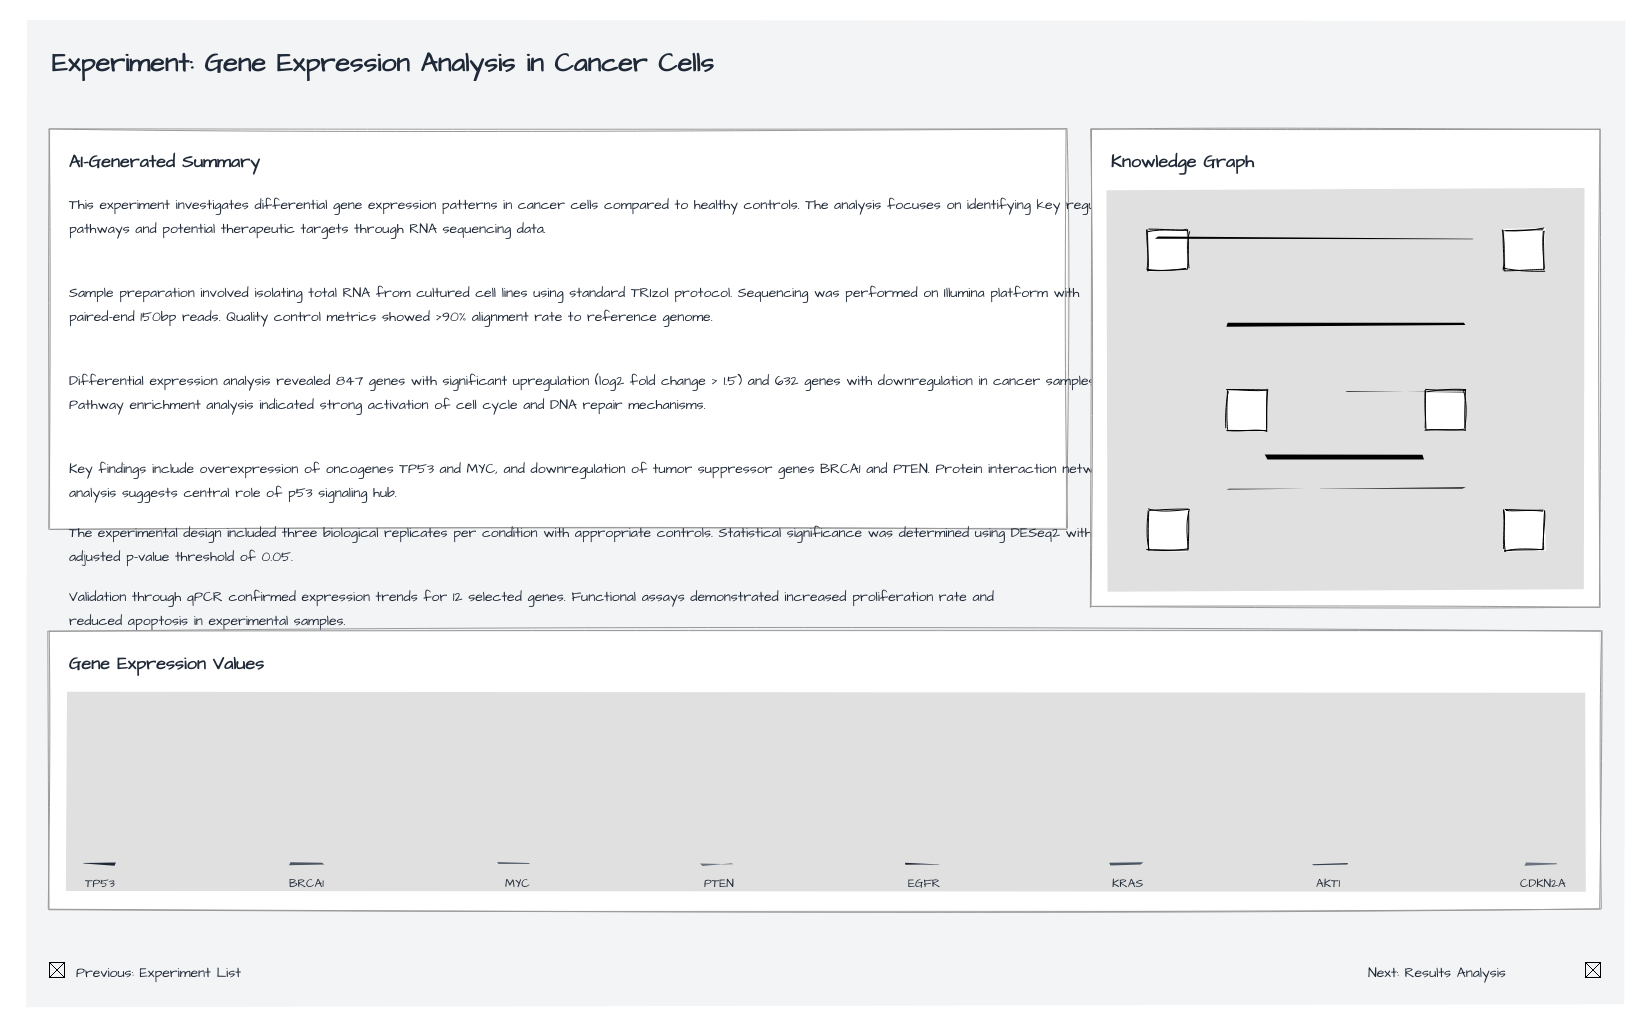 Experiment: Gene Expression Analysis in Cancer Cells
AI-Generated Summary
This experiment investigates differential gene expression patterns in cancer cells compared to healthy controls. The analysis focuses on identifying key
pathways and potential therapeutic targets through RNA sequencing data.
Sample preparation involved isolating total RNA from cultured cell lines using standard TRIzol protocol. Sequencing was performed on Illumina platform with
paired-end 150bp reads. Quality control metrics showed >90% alignment rate to reference genome.
Differential expression analysis revealed 847 genes with significant upregulation (log2 fold change > 1.5) and 632 genes with downregulation in cancer samples
Pathway enrichment analysis indicated strong activation of cell cycle and DNA repair mechanisms.
Key findings include overexpression of oncogenes TP53 and MYC, and downregulation of tumor suppressor genes BRCA1 and PTEN. Protein interaction
analysis suggests central role of p53 signaling hub.
The experimental design included three biological replicates per condition with appropriate controls. Statistical significance was determined using DESeq2 with
adjusted p-value threshold of 0.05.
Validation through qPCR confirmed expression trends for 12 selected genes. Functional assays demonstrated increased proliferation rate and
reduced apoptosis in experimental samples.
Knowledge Graph
Gene Expression Values
TP53
BRCA1
MYC
PTEN
EGFR
KRAS
AKT1
CDKN2A
Previous: Experiment List
Next: Results Analysis